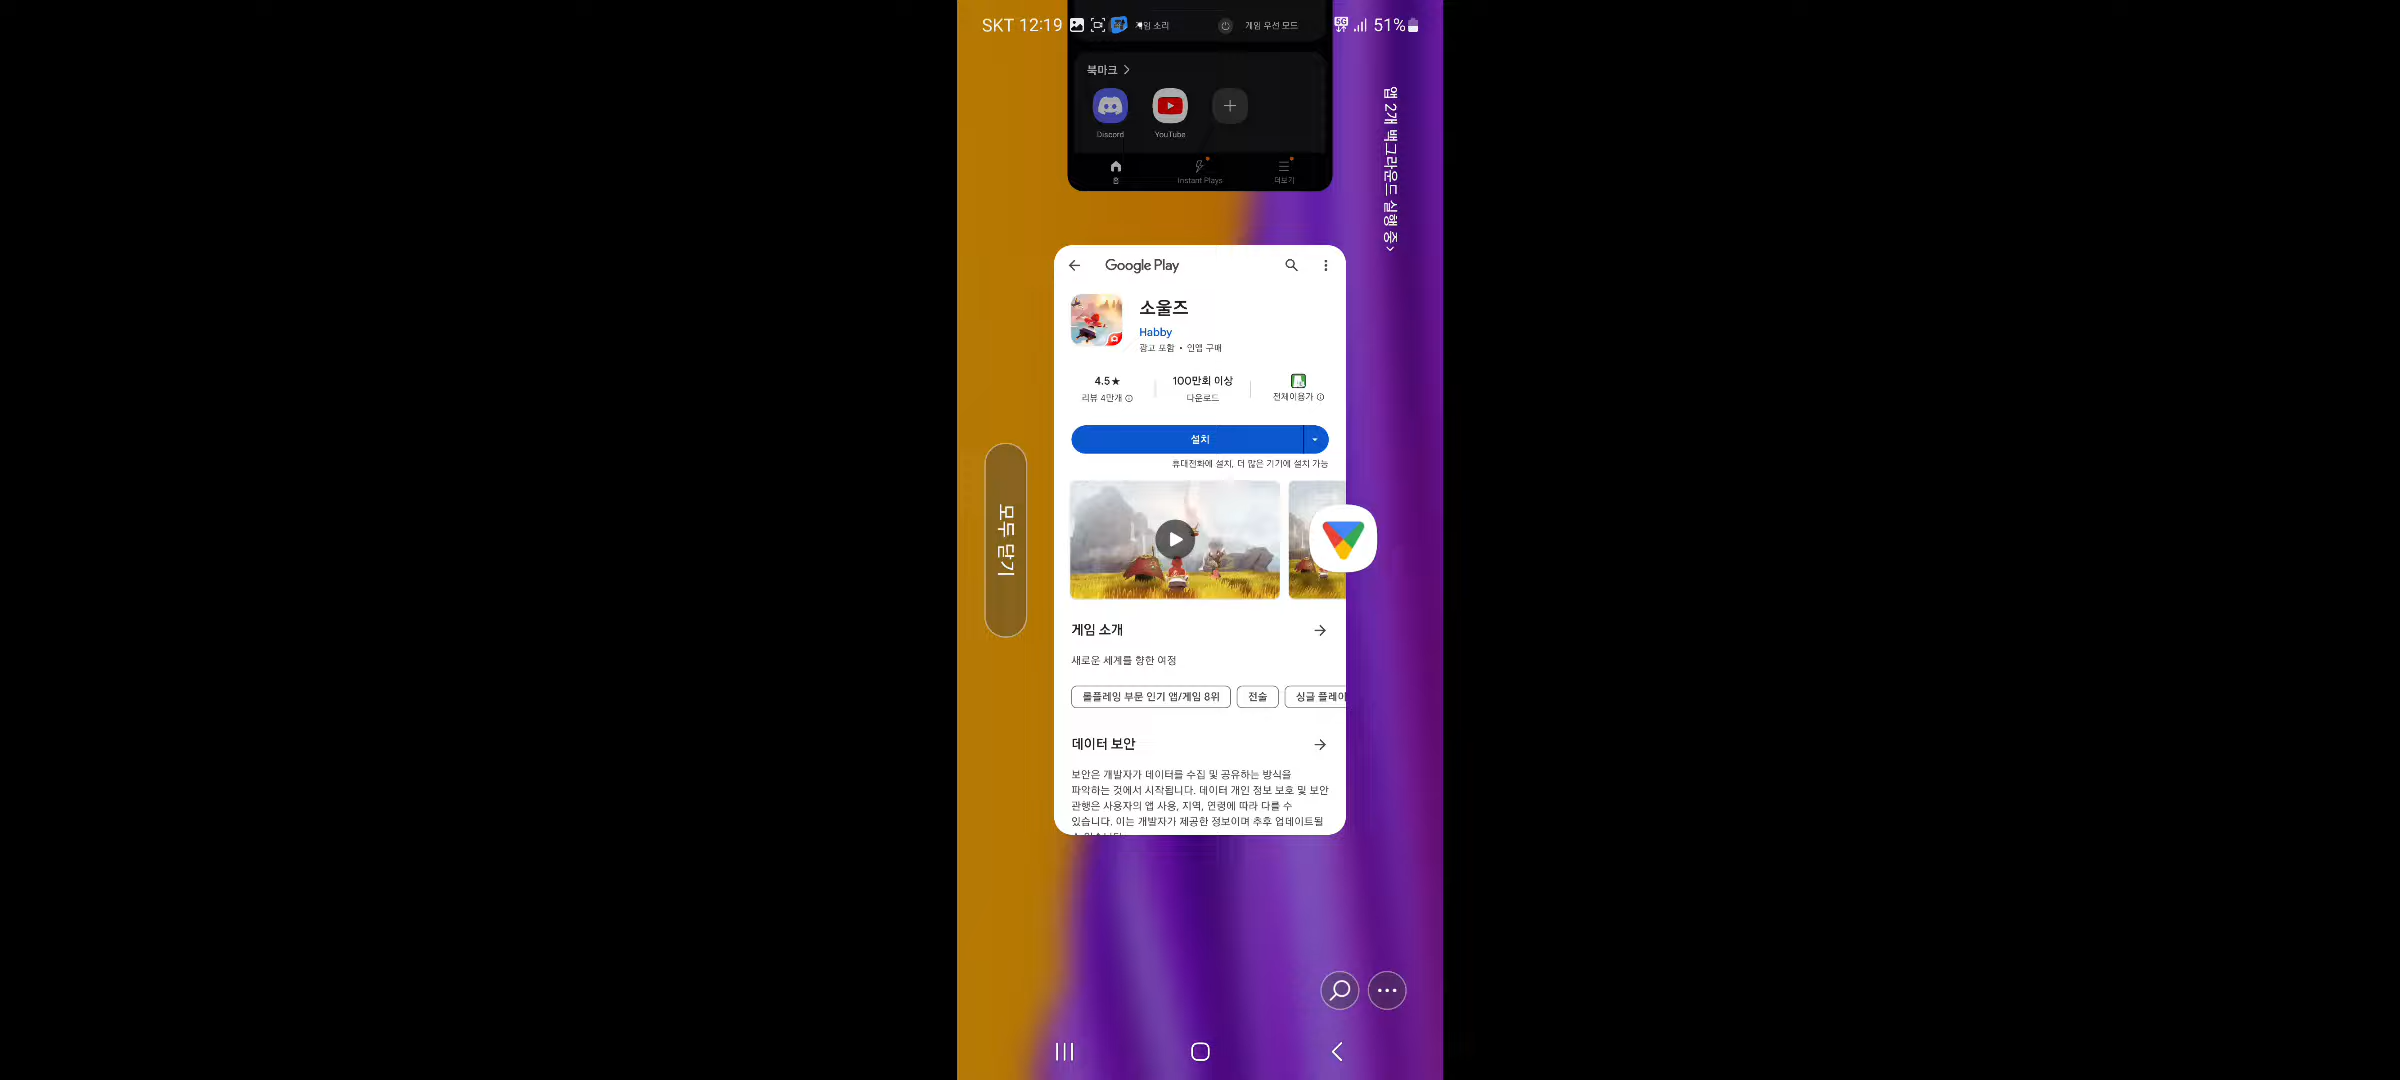 SKT 12:19
51%
게임 소리
게임 우선 모드
북마크 >
Discord
YouTube
홈
Instant Plays
더보기
앱 2개 백그라운드 실행 중 >
모두 닫기
Google Play
소울즈
Habby
광고 포함 • 인앱 구매
4.5★
100만회 이상
리뷰 4만개
다운로드
전체이용가
설치
휴대전화에 설치. 더 많은 기기에 설치 가능
게임 소개
새로운 세계를 향한 여정
롤플레잉 부문 인기 앱/게임 8위
전술
싱글 플레이
데이터 보안
보안은 개발자가 데이터를 수집 및 공유하는 방식을
파악하는 것에서 시작됩니다. 데이터 개인 정보 보호 및 보안
관행은 사용자의 앱 사용, 지역, 연령에 따라 다를 수
있습니다. 이는 개발자가 제공한 정보이며 추후 업데이트될